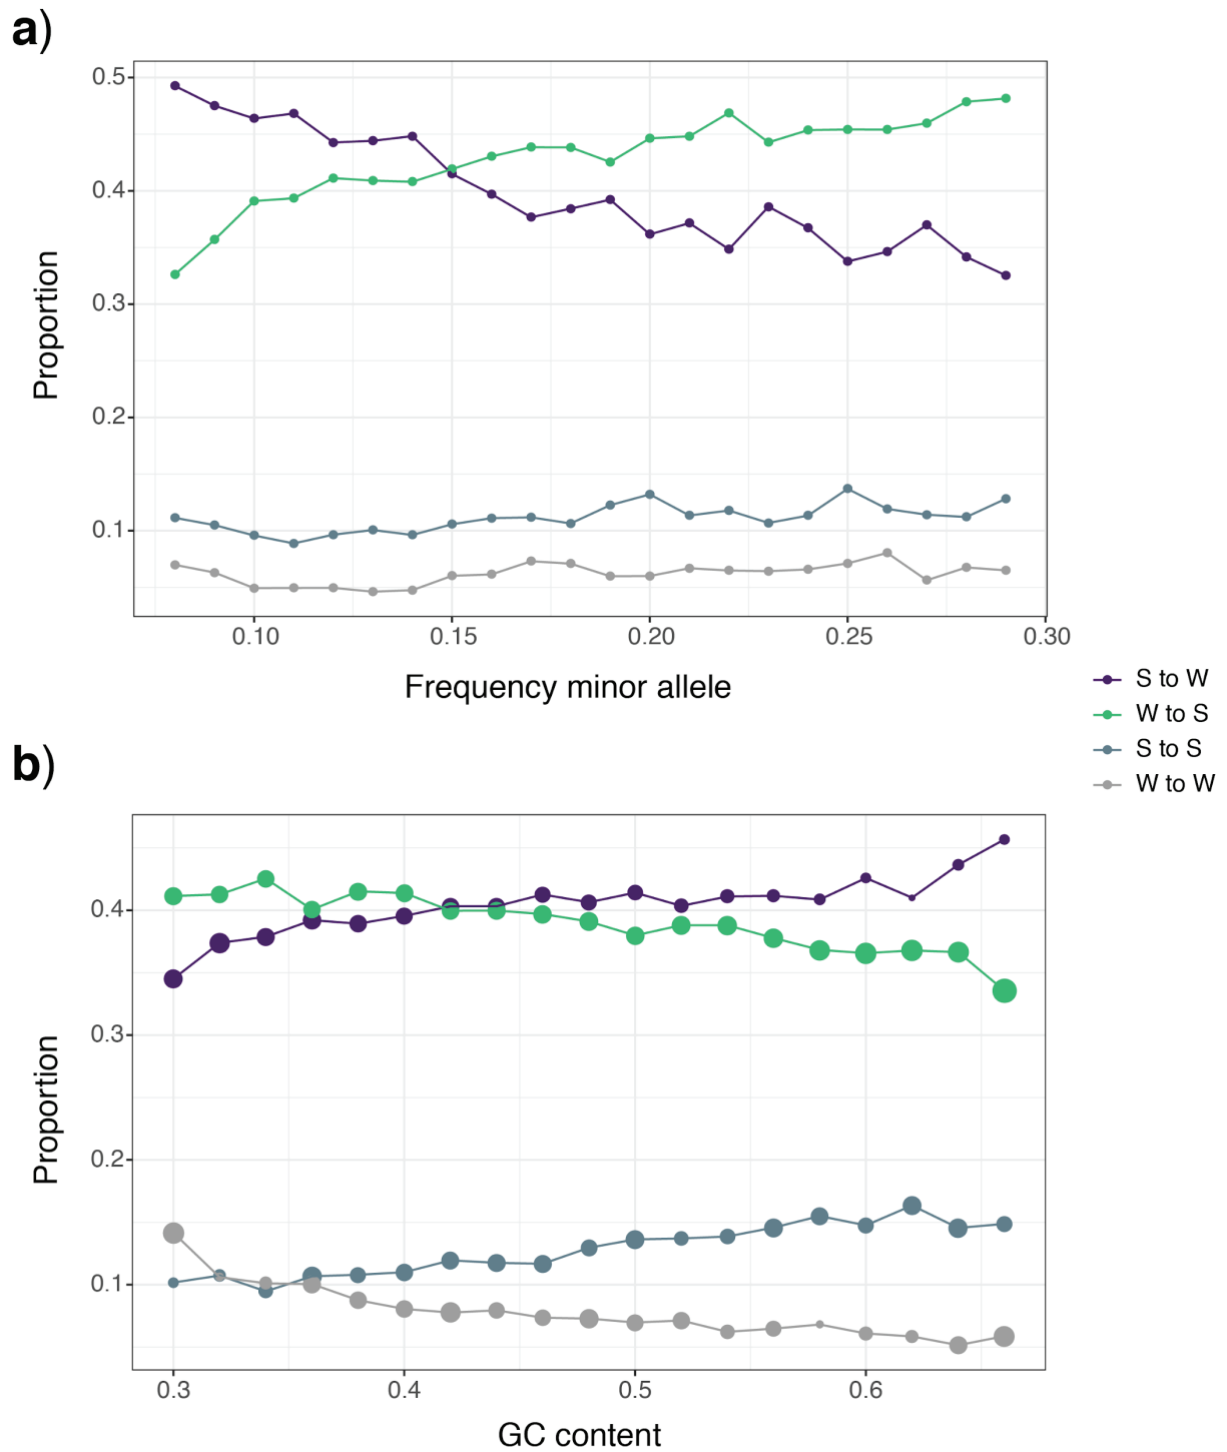 a)
0.5
0.4
0.3
0.2
0.1
Proportion
0.10 0.15 0.20 0.25 0.30
Frequency minor allele
S to W
W to S
S to S
W to W
b)
0.4
0.3
0.2
0.1
Proportion
0.3 0.4 0.5 0.6
GC content